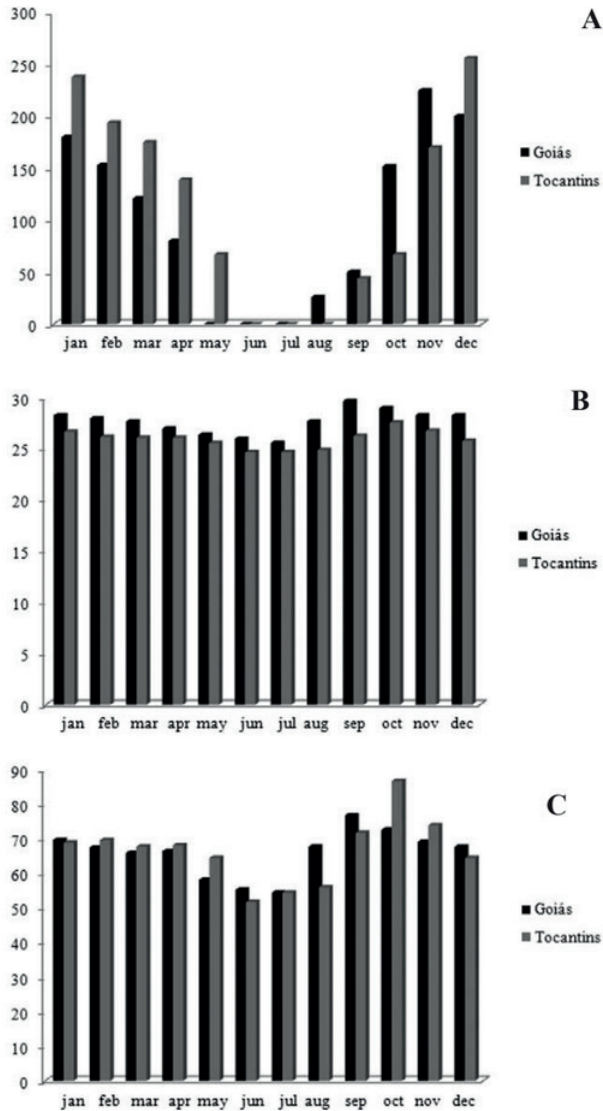 A
300
250
200
150
100
50
0
jan feb mar apr may jun jul aug sep oct nov dec
Goiás
Tocantins
B
30
25
20
15
10
5
0
jan feb mar apr may jun jul aug sep oct nov dec
Goiás
Tocantins
C
90
80
70
60
50
40
30
20
10
0
jan feb mar apr may jun jul aug sep oct nov dec
Goiás
Tocantins